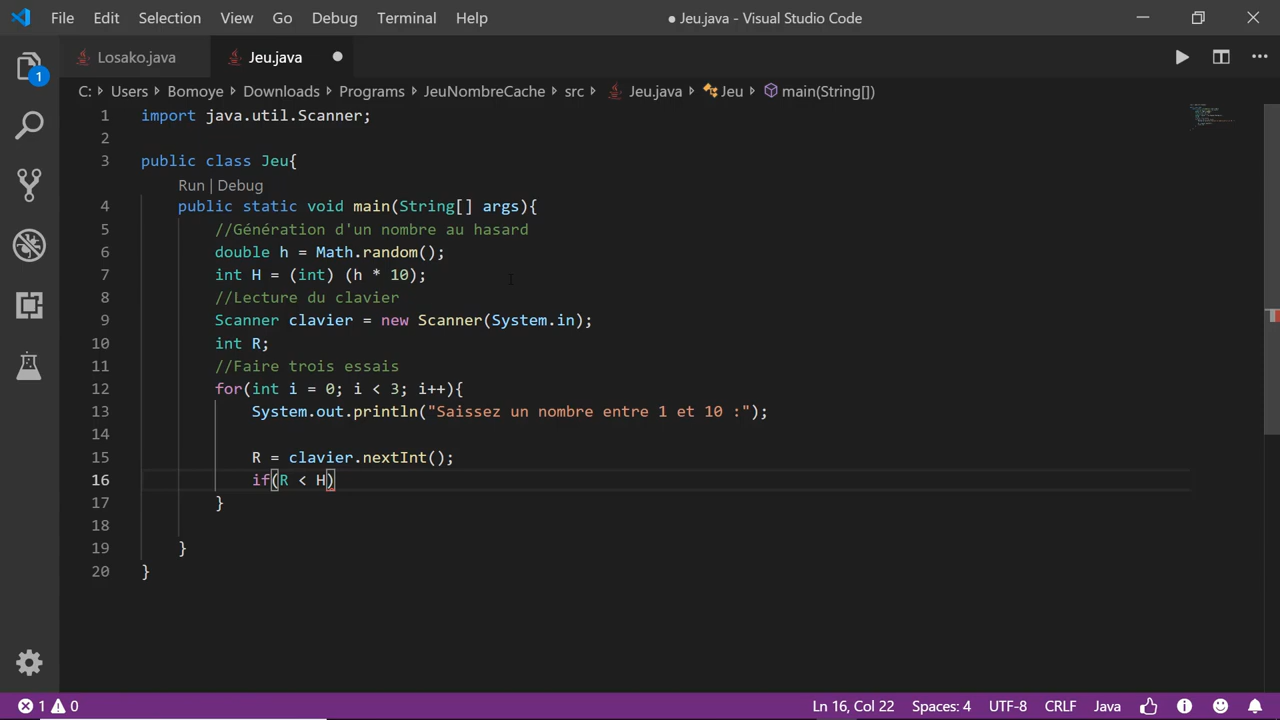 File Edit Selection View Go Debug Terminal Help ● Jeu.java - Visual Studio Code
Losako.java Jeu.java
C: > Users > Bomoye > Downloads > Programs > JeuNombreCache > src > Jeu.java > Jeu > main(String[])
1 import java.util.Scanner;
2
3 public class Jeu{
Run | Debug
4 public static void main(String[] args){
5 //Génération d'un nombre au hasard
6 double h = Math.random();
7 int H = (int) (h * 10);
8 //Lecture du clavier
9 Scanner clavier = new Scanner(System.in);
10 int R;
11 //Faire trois essais
12 for(int i = 0; i < 3; i++){
13 System.out.println("Saissez un nombre entre 1 et 10 :");
14
15 R = clavier.nextInt();
16 if(R < H)
17 }
18
19 }
20 }
1
1 0 Ln 16, Col 22 Spaces: 4 UTF-8 CRLF Java